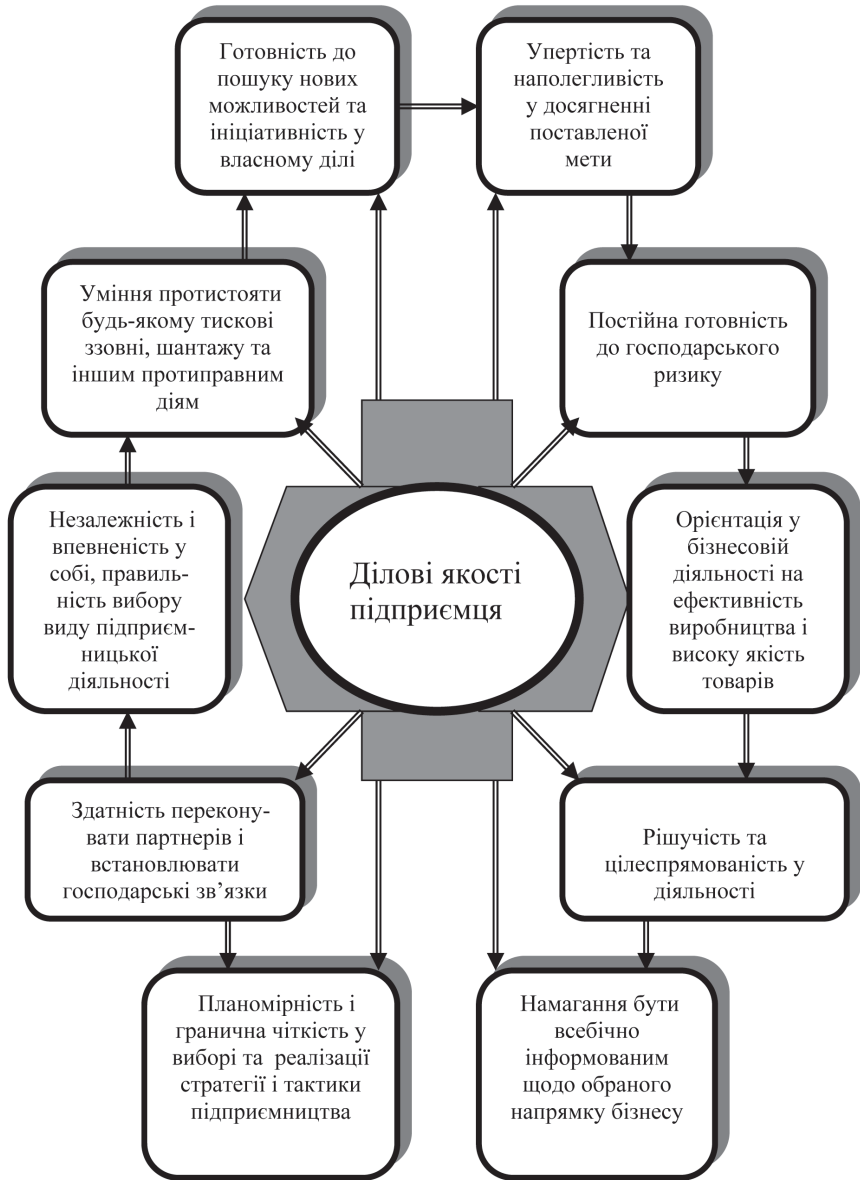 Готовність до
пошуку нових
можливостей та
ініціативність у
власному ділі
Упертість та
наполегливість
у досягненні
поставленої
мети
Уміння протистояти
будь-якому тискові
ззовні, шантажу та
іншим протиправним
діям
Постійна готовність
до господарського
ризику
Незалежність і
впевненість у
собі, правиль-
ність вибору
виду підприєм-
ницької
діяльності
Ділові якості
підприємця
Орієнтація у
бізнесовій
діяльності на
ефективність
виробництва і
високу якість
товарів
Здатність перекону-
вати партнерів і
встановлювати
господарські зв’язки
Рішучість та
цілеспрямованість у
діяльності
Планомірність і
гранична чіткість у
виборі та реалізації
стратегії і тактики
підприємництва
Намагання бути
всебічно
інформованим
щодо обраного
напрямку бізнесу